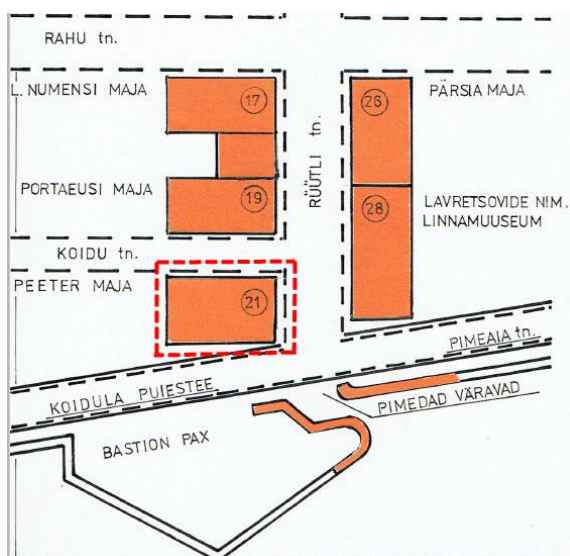 RAHU tn.
L. NUMENSI MAJA
17
26
PÄRSIA MAJA
RÜÜTLI tn.
PORTAEUSI MAJA
19
28
LAVRETSOVIDE NIM.
LINNAMUUSEUM
KOIDU tn.
PEETER MAJA
21
PIMEAIA tn.
KOIDULA PUIESTEE
PIMEDAD VÄRAVAD
BASTION PAX